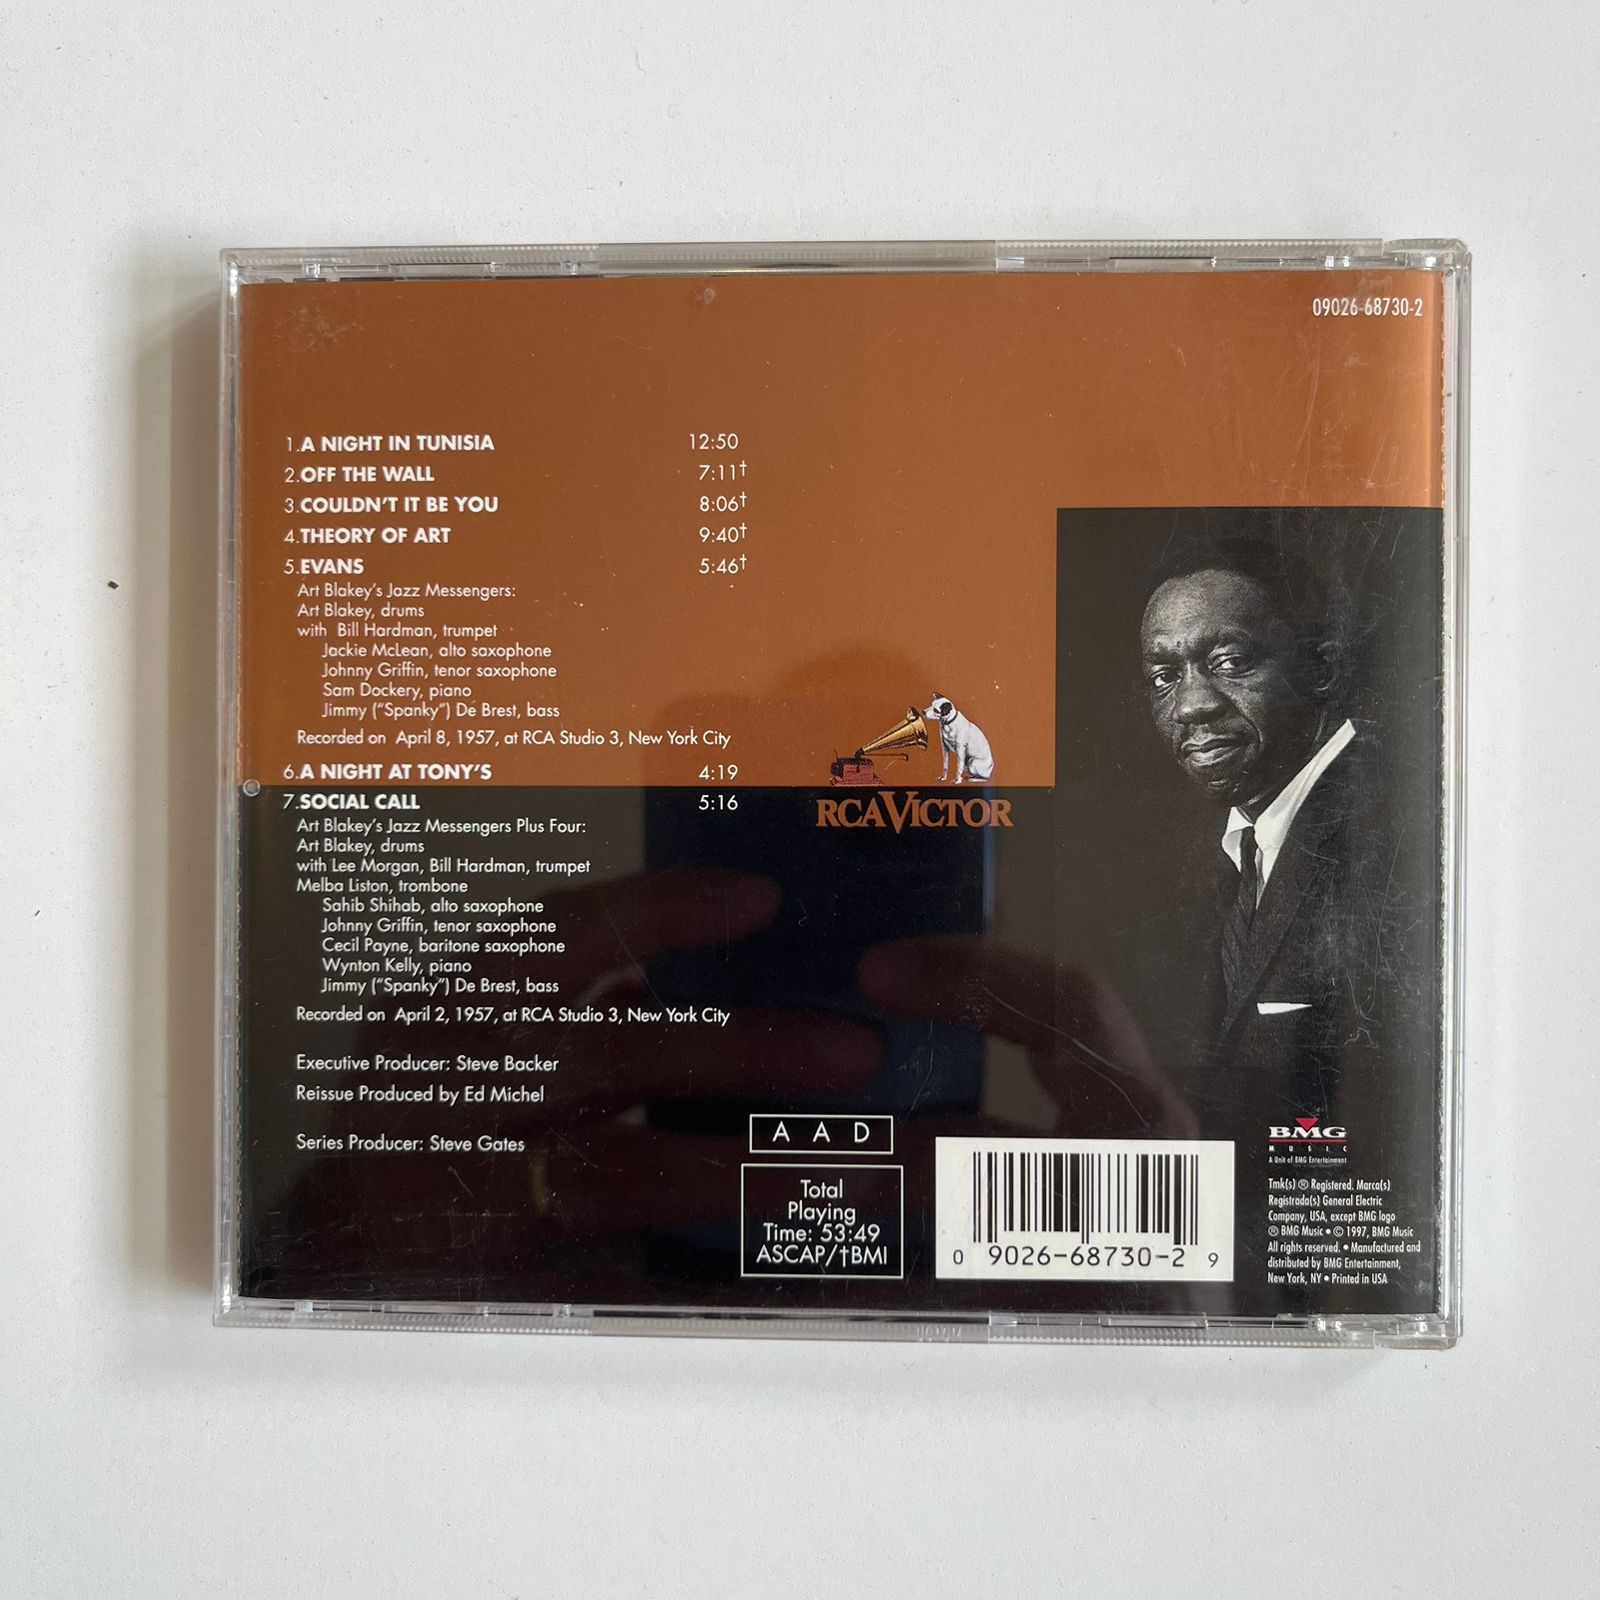 09026-68730-2
1.A NIGHT IN TUNISIA 12:50
2.OFF THE WALL 7:11†
3.COULDN'T IT BE YOU 8:06†
4.THEORY OF ART 9:40†
5.EVANS 5:46†
Art Blakey's Jazz Messengers:
Art Blakey, drums
with Bill Hardman, trumpet
Jackie McLean, alto saxophone
Johnny Griffin, tenor saxophone
Sam Dockery, piano
Jimmy ("Spanky") De Brest, bass
Recorded on April 8, 1957, at RCA Studio 3, New York City
6.A NIGHT AT TONY'S 4:19
7.SOCIAL CALL 5:16
Art Blakey's Jazz Messengers Plus Four:
Art Blakey, drums
with Lee Morgan, Bill Hardman, trumpet
Melba Liston, trombone
Sahib Shihab, alto saxophone
Johnny Griffin, tenor saxophone
Cecil Payne, baritone saxophone
Wynton Kelly, piano
Jimmy ("Spanky") De Brest, bass
Recorded on April 2, 1957, at RCA Studio 3, New York City
Executive Producer: Steve Backer
Reissue Produced by Ed Michel
Series Producer: Steve Gates
RCA VICTOR
A A D
Total
Playing
Time: 53:49
ASCAP/†BMI
0 9026-68730-2 9
BMG
MUSIC
A Unit of BMG Entertainment
Tmk(s) ® Registered. Marca(s)
Registrada(s) General Electric
Company, USA, except BMG logo
℗ BMG Music • © 1997, BMG Music
All rights reserved. • Manufactured and
distributed by BMG Entertainment,
New York, NY • Printed in USA